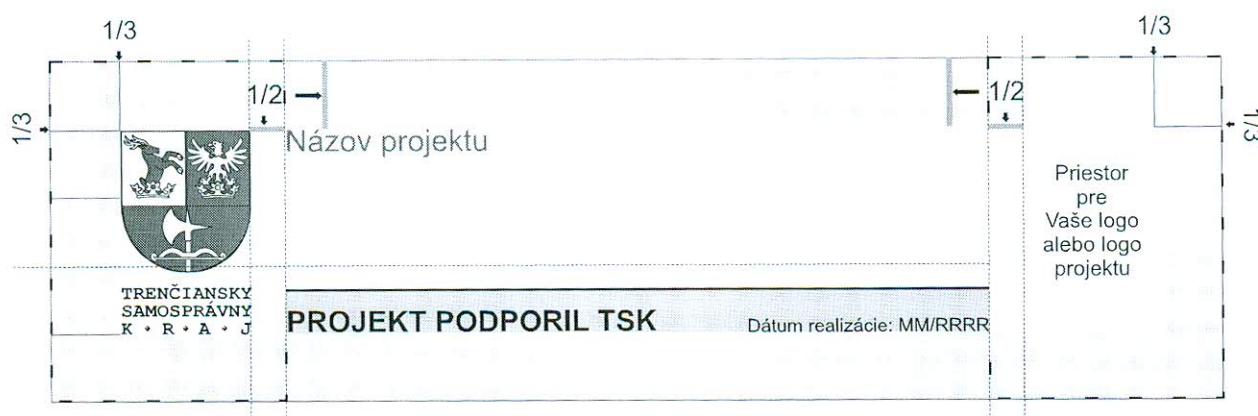 1/3
1/3
1/2
1/2
1/3
1/3
Názov projektu
Priestor
pre
Vaše logo
alebo logo
projektu
TRENČIANSKY
SAMOSPRÁVNY
K · R · A · J
PROJEKT PODPORIL TSK
Dátum realizácie: MM/RRRR